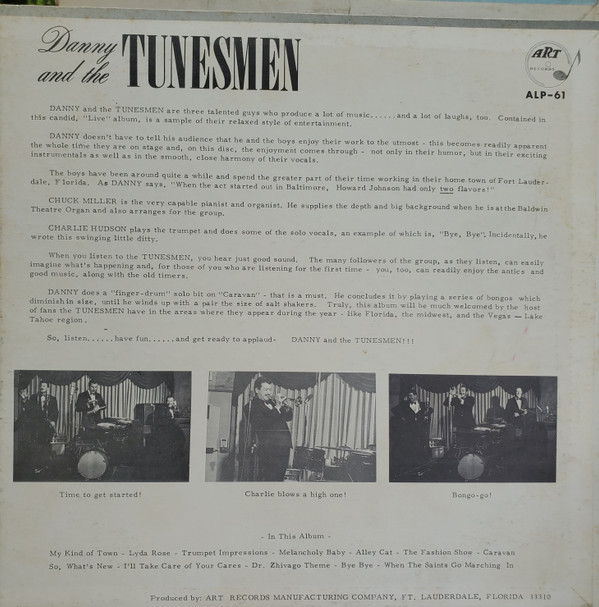 Danny
and the TUNESMEN
ART
RECORDS
ALP-61
DANNY and the TUNESMEN are three talented guys who produce a lot of music......and a lot of laughs, too. Contained in
this candid, "Live" album, is a sample of their relaxed style of entertainment.
DANNY doesn't have to tell his audience that he and the boys enjoy their work to the utmost - this becomes readily apparent
the whole time they are on stage and, on this disc, the enjoyment comes through - not only in their humor, but in their exciting
instrumentals as well as in the smooth, close harmony of their vocals.
The boys have been around quite a while and spend the greater part of their time working in their home town of Fort Lauder-
dale, Florida. As DANNY says, "When the act started out in Baltimore, Howard Johnson had only two flavors!"
CHUCK MILLER is the very capable pianist and organist. He supplies the depth and big background when he is at the Baldwin
Theatre Organ and also arranges for the group.
CHARLIE HUDSON plays the trumpet and does some of the solo vocals, an example of which is, "Bye, Bye". Incidentally, he
wrote this swinging little ditty.
When you listen to the TUNESMEN, you hear just good sound. The many followers of the group, as they listen, can easily
imagine what's happening and, for those of you who are listening for the first time - you, too, can readily enjoy the antics and
good music, along with the old timers.
DANNY does a "finger-drum" solo bit on "Caravan" - that is a must. He concludes it by playing a series of bongos which
diminish in size, until he winds up with a pair the size of salt shakers. Truly, this album will be much welcomed by the host
of fans the TUNESMEN have in the areas where they appear during the year - like Florida, the midwest, and the Vegas - Lake
Tahoe region.
So, listen......have fun......and get ready to applaud- DANNY and the TUNESMEN!!!
Time to get started!
Charlie blows a high one!
Bongo-go!
- In This Album -
My Kind of Town - Lyda Rose - Trumpet Impressions - Melancholy Baby - Alley Cat - The Fashion Show - Caravan
So, What's New - I'll Take Care of Your Cares - Dr. Zhivago Theme - Bye Bye - When The Saints Go Marching In
Produced by: ART RECORDS MANUFACTURING COMPANY, FT. LAUDERDALE, FLORIDA 33310